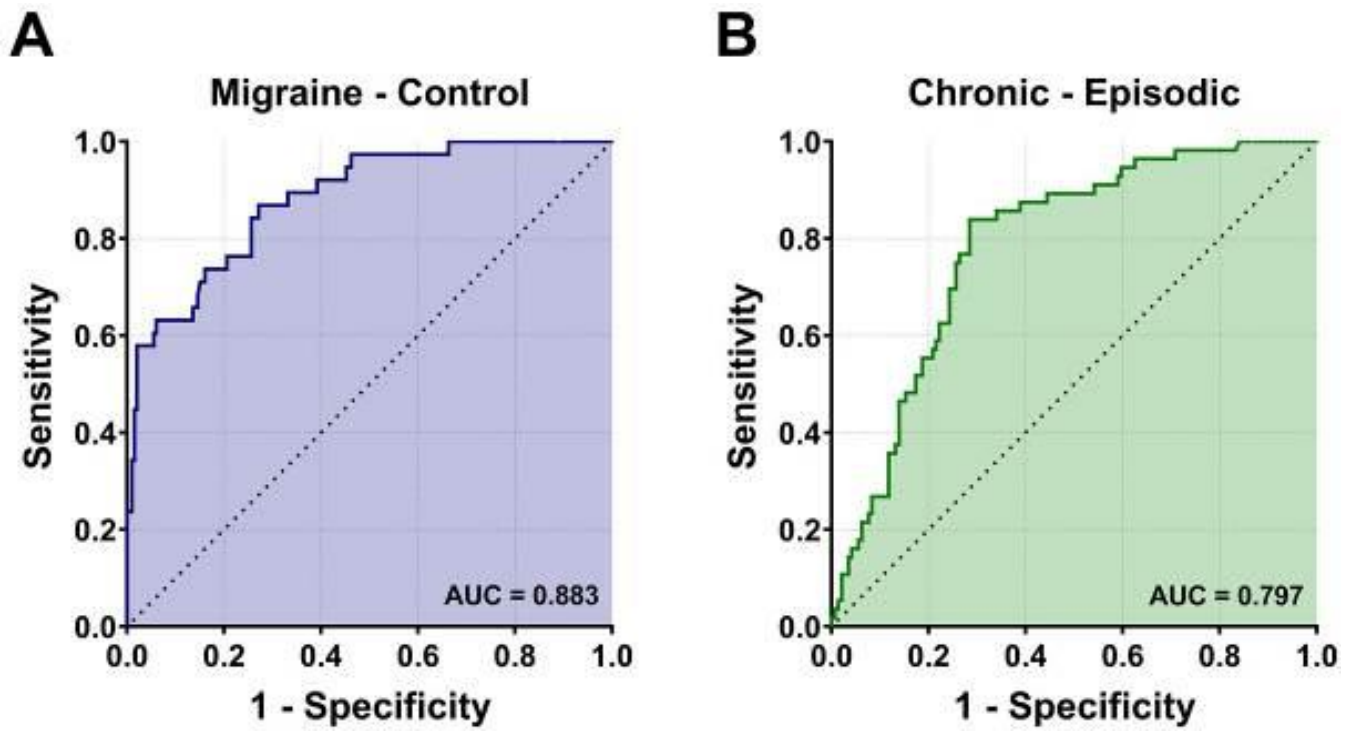 A
Migraine - Control
1.0
0.8
0.6
0.4
0.2
0.0
Sensitivity
AUC = 0.883
0.0 0.2 0.4 0.6 0.8 1.0
1 - Specificity
B
Chronic - Episodic
1.0
0.8
0.6
0.4
0.2
0.0
Sensitivity
AUC = 0.797
0.0 0.2 0.4 0.6 0.8 1.0
1 - Specificity